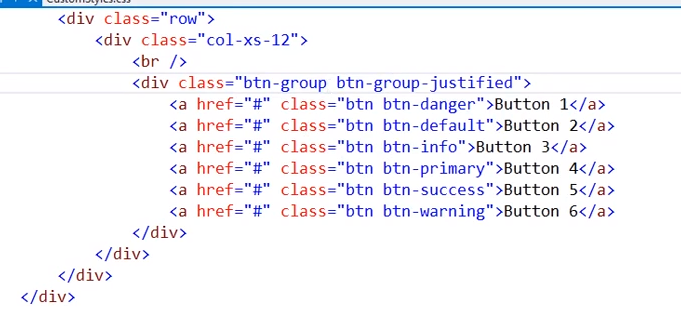 CustomStyles.css
<div class="row">
<div class="col-xs-12">
<br />
<div class="btn-group btn-group-justified">
<a href="#" class="btn btn-danger">Button 1</a>
<a href="#" class="btn btn-default">Button 2</a>
<a href="#" class="btn btn-info">Button 3</a>
<a href="#" class="btn btn-primary">Button 4</a>
<a href="#" class="btn btn-success">Button 5</a>
<a href="#" class="btn btn-warning">Button 6</a>
</div>
</div>
</div>
</div>